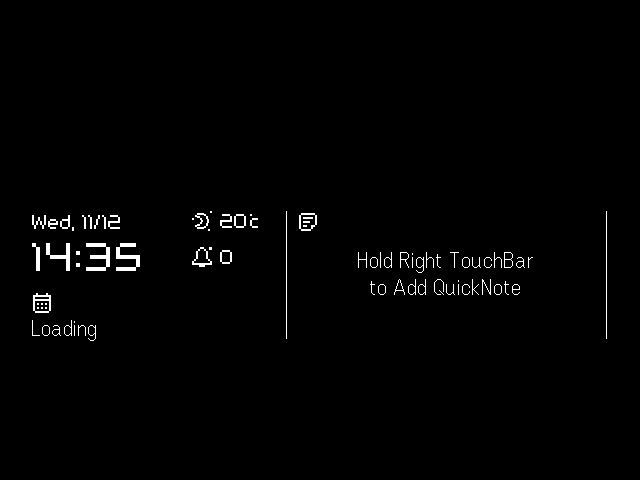 Wed, 11/12
20c
14:35
0
Loading
Hold Right TouchBar
to Add QuickNote